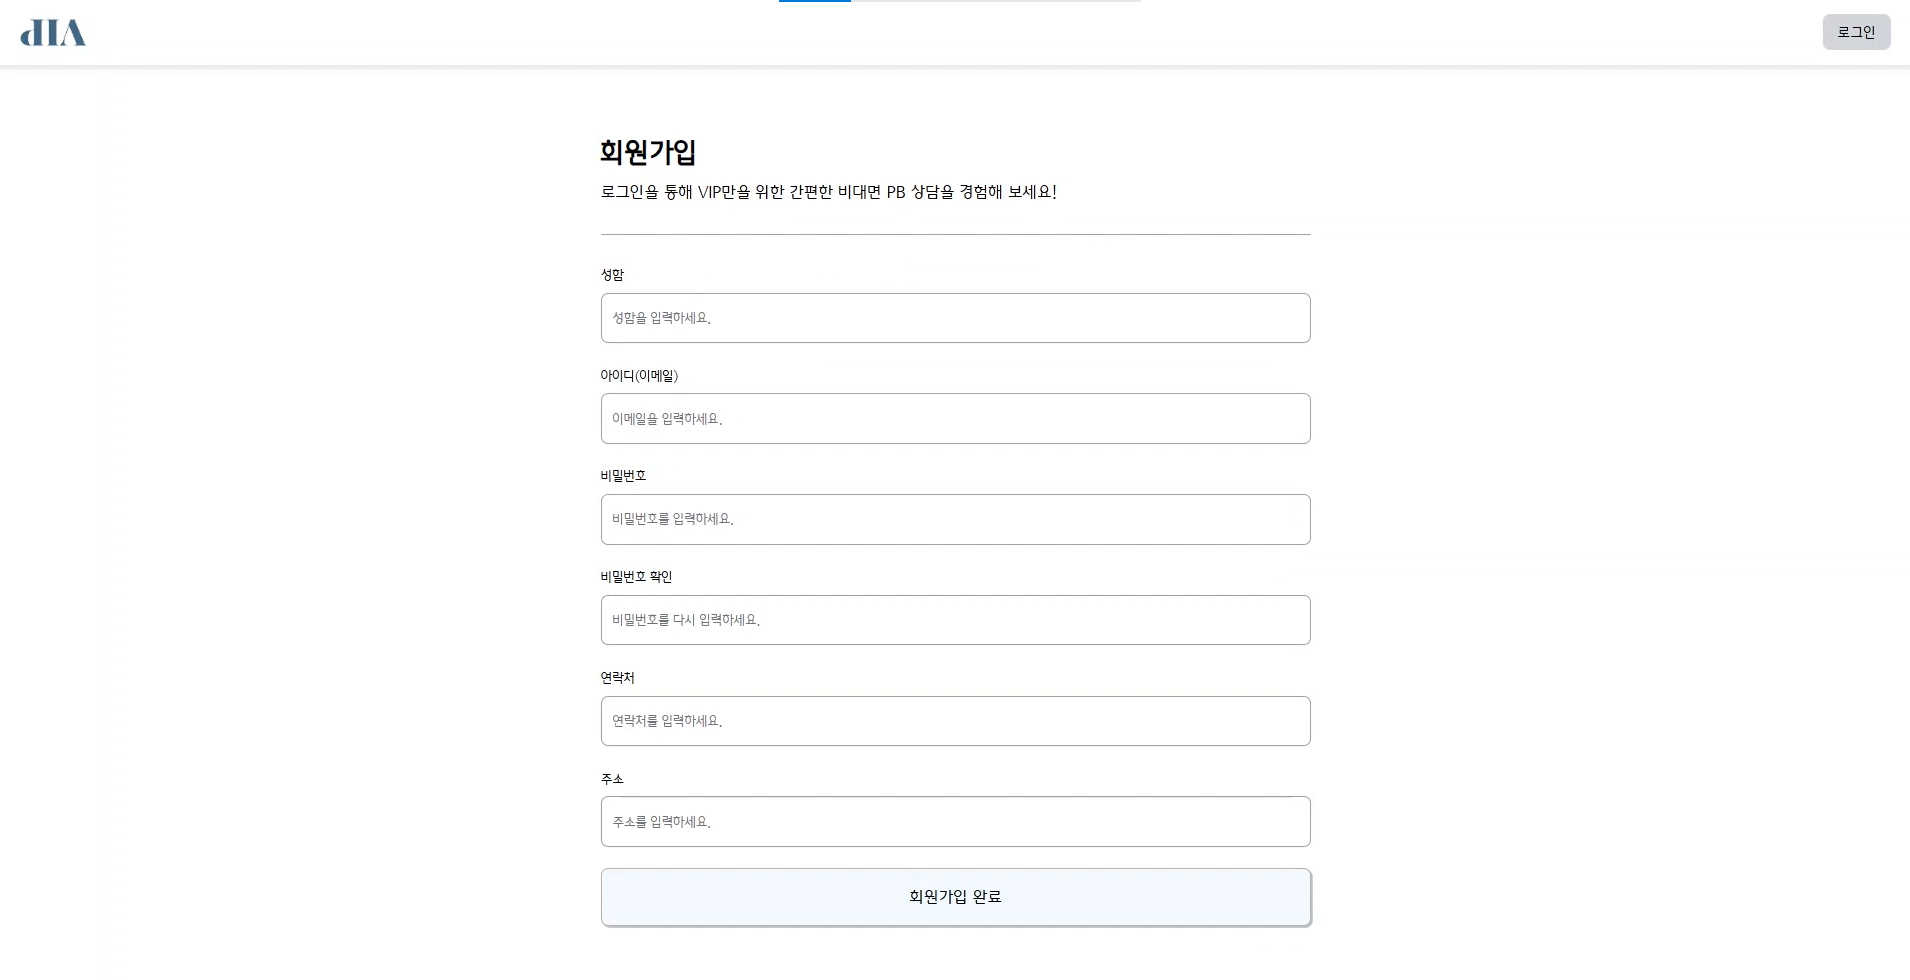 VIP
로그인
회원가입
로그인을 통해 VIP만을 위한 간편한 비대면 PB 상담을 경험해 보세요!
성함
성함을 입력하세요.
아이디(이메일)
이메일을 입력하세요.
비밀번호
비밀번호를 입력하세요.
비밀번호 확인
비밀번호를 다시 입력하세요.
연락처
연락처를 입력하세요.
주소
주소를 입력하세요.
회원가입 완료